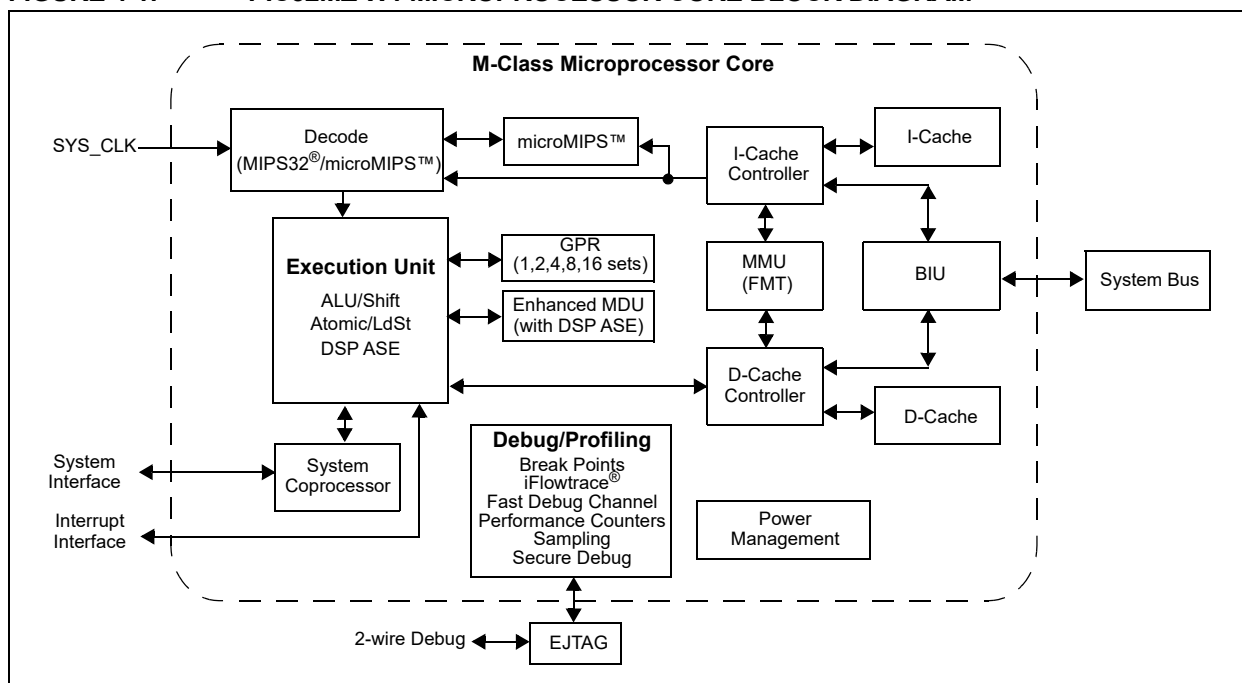 M-Class Microprocessor Core
SYS_CLK
Decode
(MIPS32®/microMIPS™)
microMIPS™
I-Cache
Controller
I-Cache
Execution Unit
ALU/Shift
Atomic/LdSt
DSP ASE
GPR
(1,2,4,8,16 sets)
Enhanced MDU
(with DSP ASE)
MMU
(FMT)
BIU
System Bus
D-Cache
Controller
D-Cache
System
Interface
System
Coprocessor
Interrupt
Interface
Debug/Profiling
Break Points
iFlowtrace®
Fast Debug Channel
Performance Counters
Sampling
Secure Debug
Power
Management
2-wire Debug
EJTAG